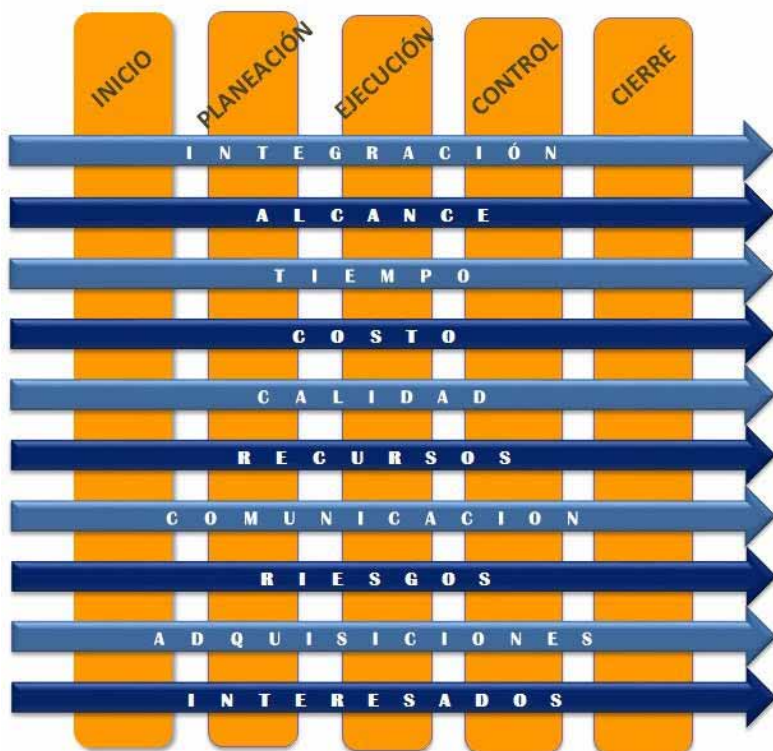 INICIO
PLANEACIÓN
EJECUCIÓN
CONTROL
CIERRE
INTEGRACIÓN
ALCANCE
TIEMPO
COSTO
CALIDAD
RECURSOS
COMUNICACION
RIESGOS
ADQUISICIONES
INTERESADOS